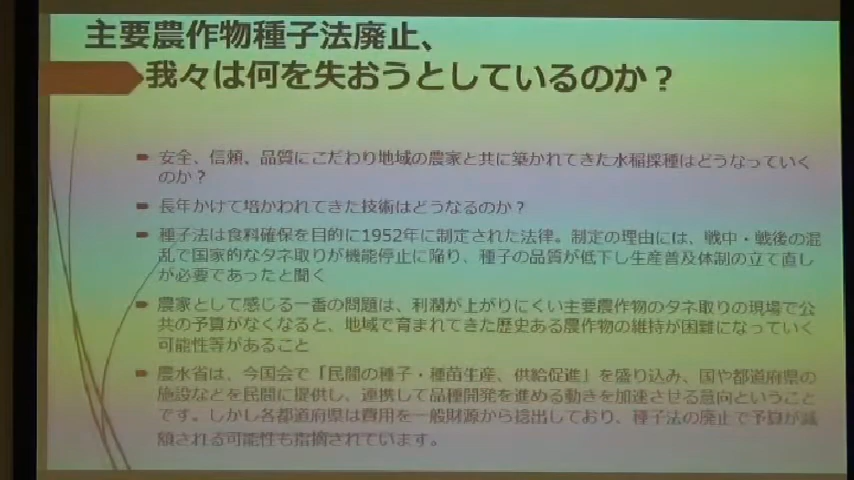 主要農作物種子法廃止、
我々は何を失おうとしているのか？
安全、信頼、品質にこだわり地域の農家と共に築かれてきた水稲採種はどうなっていく
のか？
長年かけて培かわれてきた技術はどうなるのか？
種子法は食料確保を目的に1952年に制定された法律。制定の理由には、戦中・戦後の混
乱で国家的なタネ取りが機能停止に陥り、種子の品質が低下し生産普及体制の立て直し
が必要であったと聞く
農家として感じる一番の問題は、利潤が上がりにくい主要農作物のタネ取りの現場で公
共の予算がなくなると、地域で育まれてきた歴史ある農作物の維持が困難になっていく
可能性等があること
農水省は、今国会で「民間の種子・種苗生産、供給促進」を盛り込み、国や都道府県の
施設などを民間に提供し、連携して品種開発を進める動きを加速させる意向ということ
です。しかし各都道府県は費用を一般財源から捻出しており、種子法の廃止で予算が減
額される可能性も指摘されています。